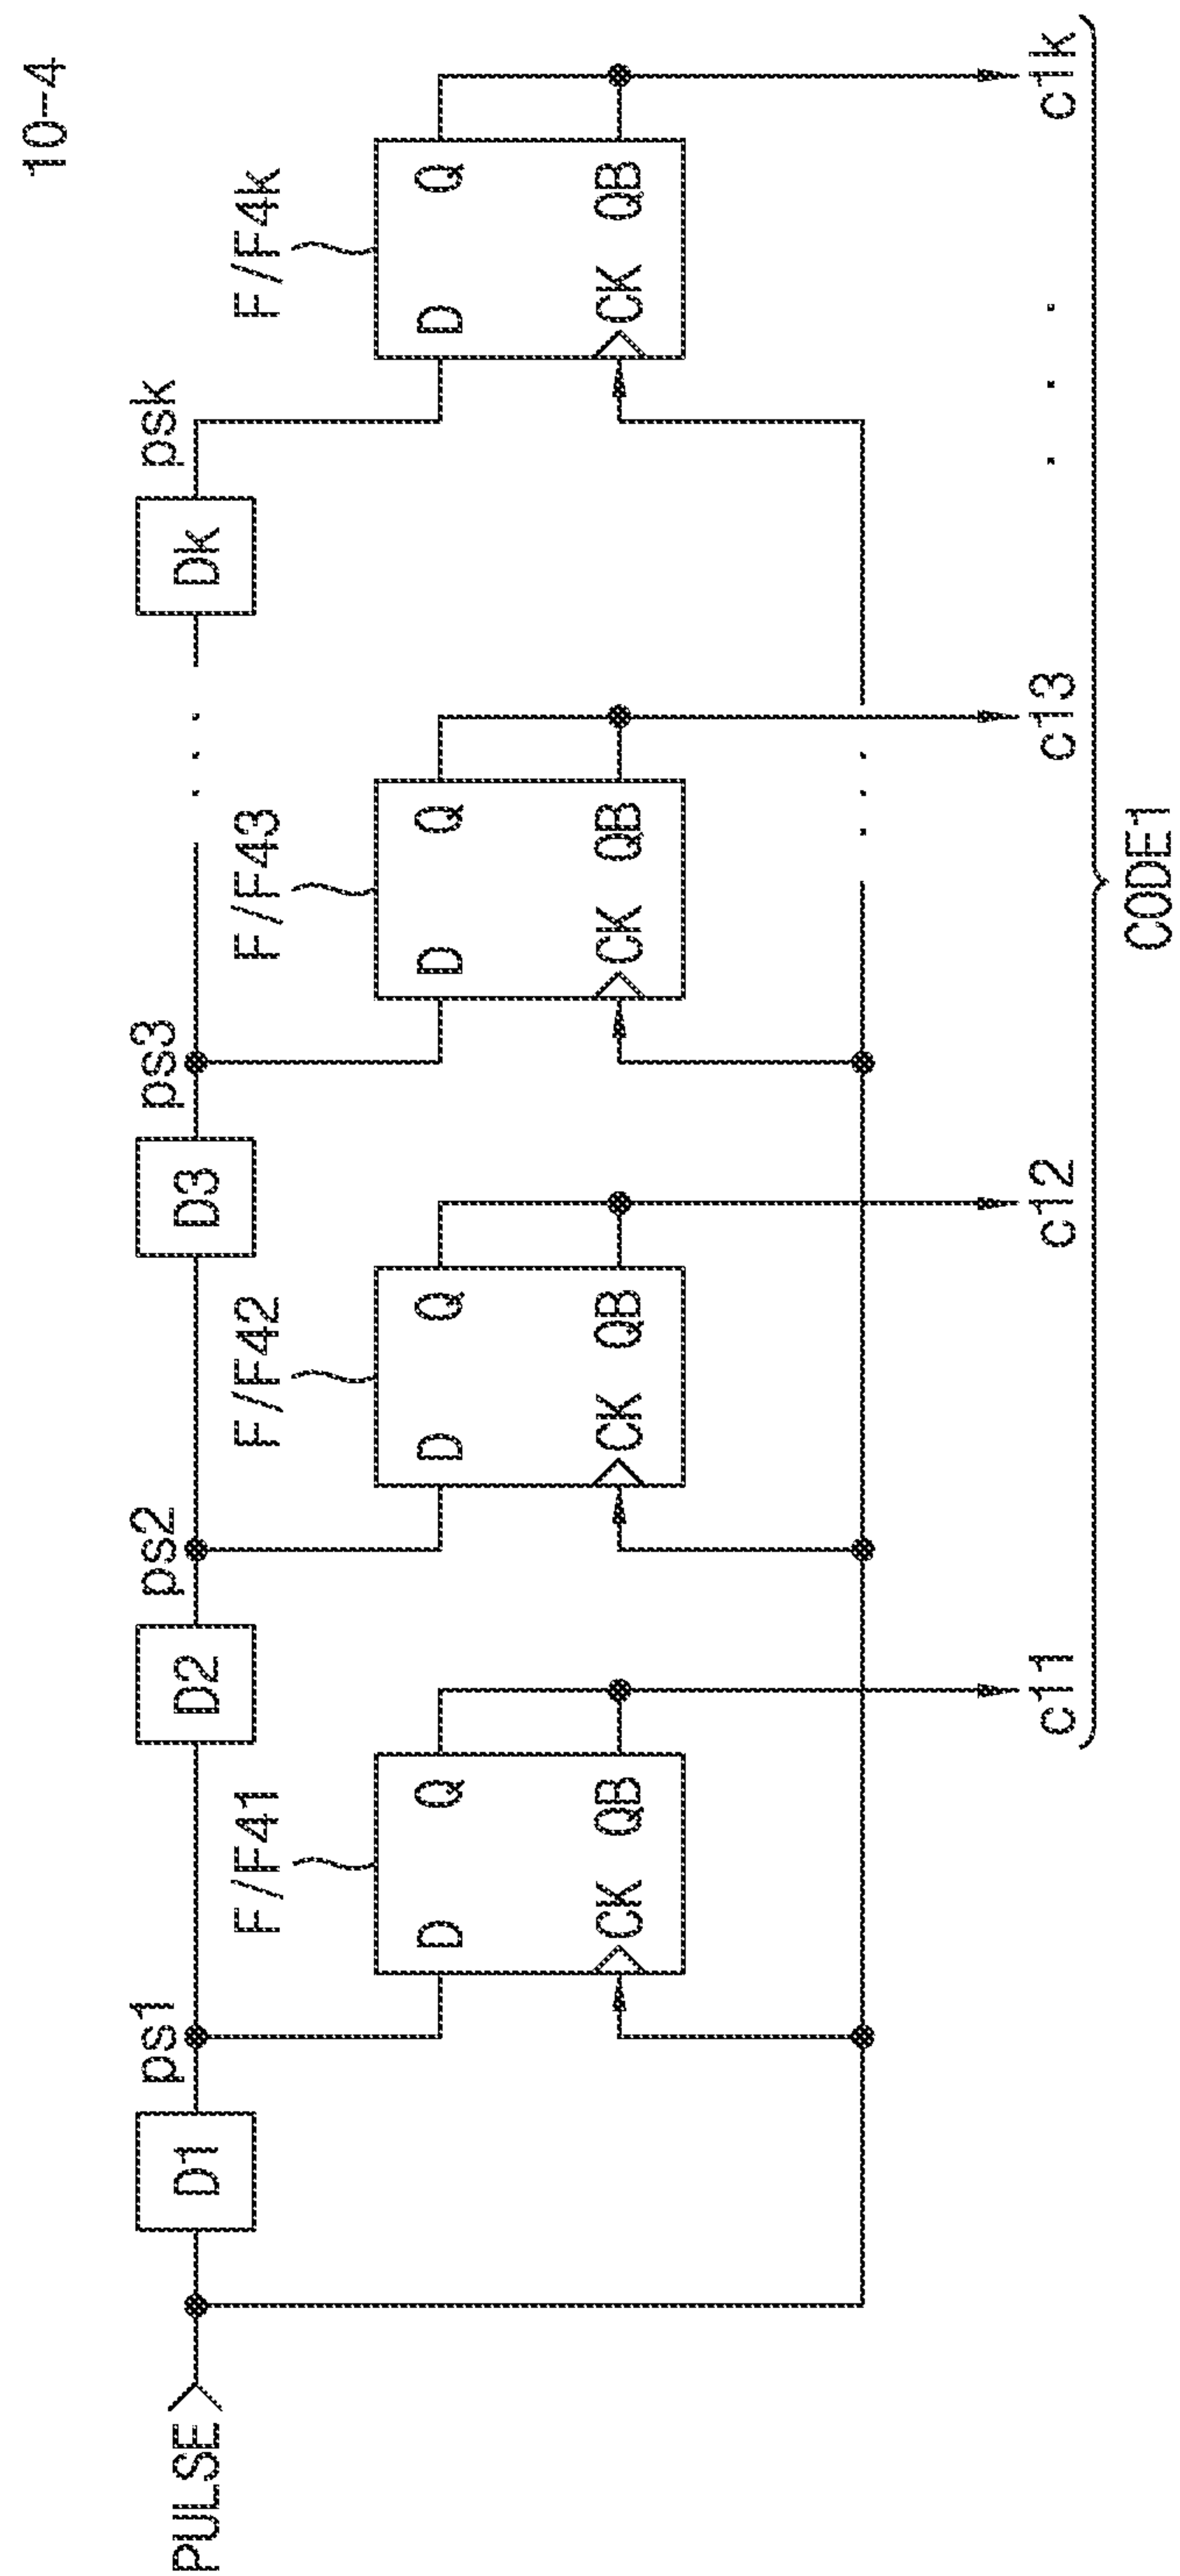 10-4
PULSE
D1
ps1
D2
ps2
D3
ps3
Dk
psk
F/F41
F/F42
F/F43
F/F4k
D Q
CK QB
D Q
CK QB
D Q
CK QB
D Q
CK QB
c11
c12
c13
. . .
c1k
CODE1